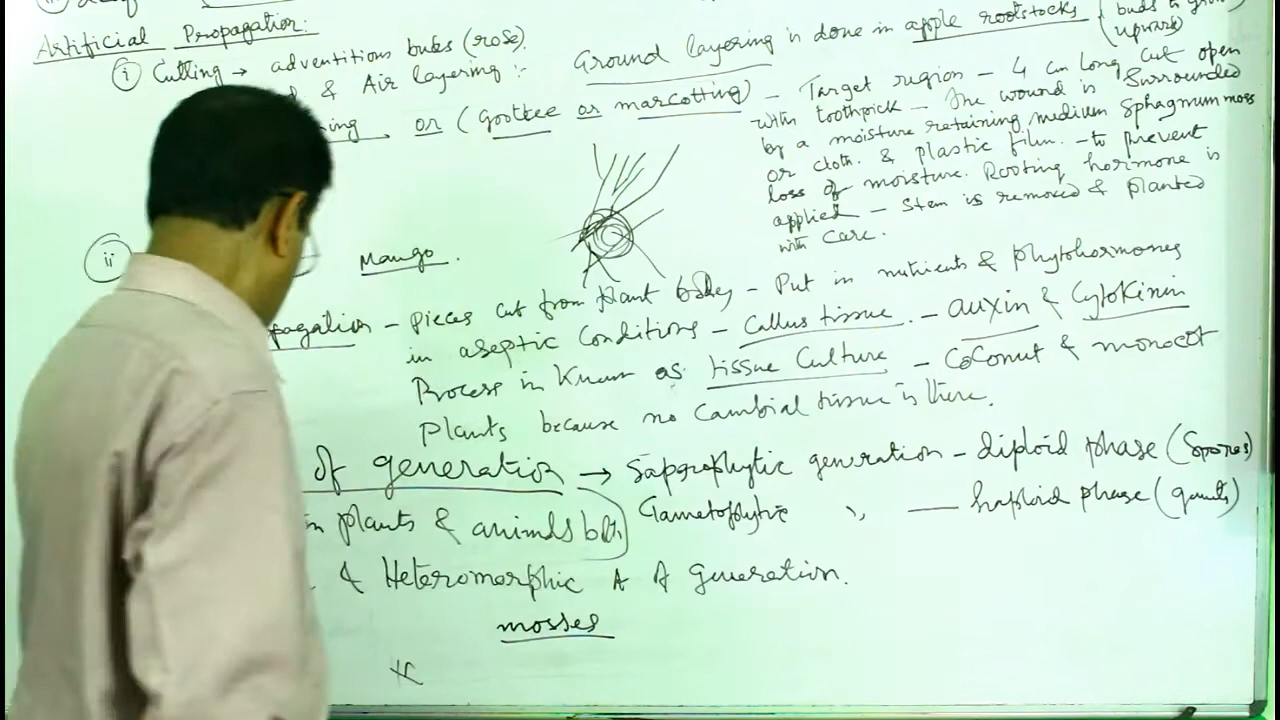 Artificial Propagation:
(i) Cutting → adventitious buds (rose).
& Air layering :-
Ground layering is done in apple rootstocks (buds to grow upward)
or (gootee or marcotting) - Target region - 4 cm long cut open
with toothpick - The wound is surrounded
by a moisture retaining medium sphagnum moss
or cloth & plastic film. - to prevent
loss of moisture. Rooting hormone is
applied - Stem is removed & planted
with care.
(ii)
Mango.
pagation - pieces cut from plant body - Put in nutrients & phytohormones
in aseptic conditions - Callus tissue. - auxin & Cytokinin
Process is known as tissue culture - Coconut & monocot
plants because no cambial tissue is there.
of generation → Saprophytic generation - diploid phase (Spores)
in plants & animals both) Gametophytic " - haploid phase (
& Heteromorphic A A generation.
mosses